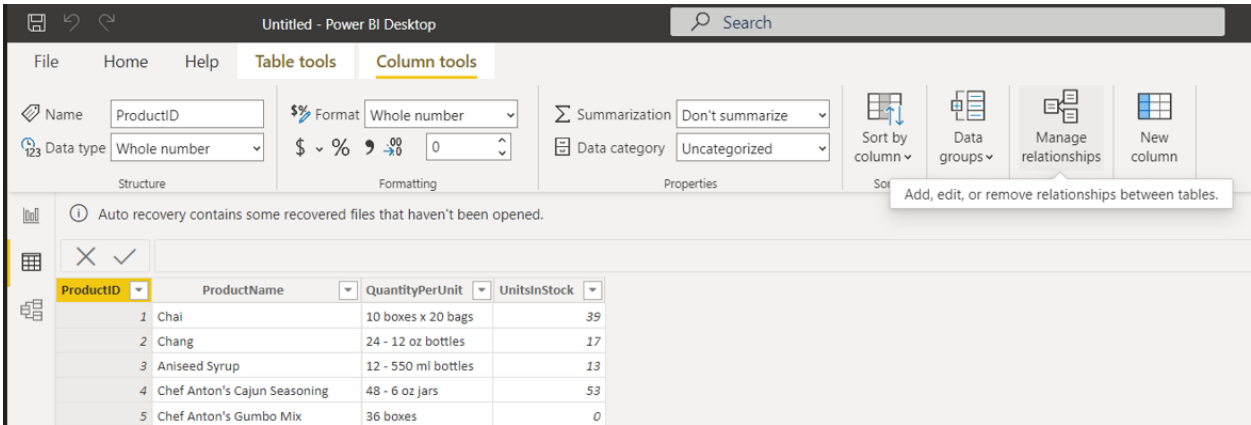 Untitled - Power BI Desktop
Search
File Home Help Table tools Column tools
Name ProductID
$% Format Whole number
Σ Summarization Don't summarize
Sort by column
Data groups
Manage relationships
New column
123 Data type Whole number
$ % 9 .00 →0 0
Data category Uncategorized
Structure
Formatting
Properties
Add, edit, or remove relationships between tables.
Auto recovery contains some recovered files that haven't been opened.
ProductID ProductName QuantityPerUnit UnitsInStock
1 Chai 10 boxes x 20 bags 39
2 Chang 24 - 12 oz bottles 17
3 Aniseed Syrup 12 - 550 ml bottles 13
4 Chef Anton's Cajun Seasoning 48 - 6 oz jars 53
5 Chef Anton's Gumbo Mix 36 boxes 0